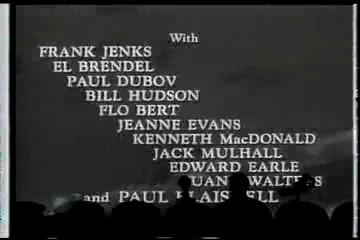 With
FRANK JENKS
EL BRENDEL
PAUL DUBOV
BILL HUDSON
FLO BERT
JEANNE EVANS
KENNETH MacDONALD
JACK MULHALL
EDWARD EARLE
and PAUL